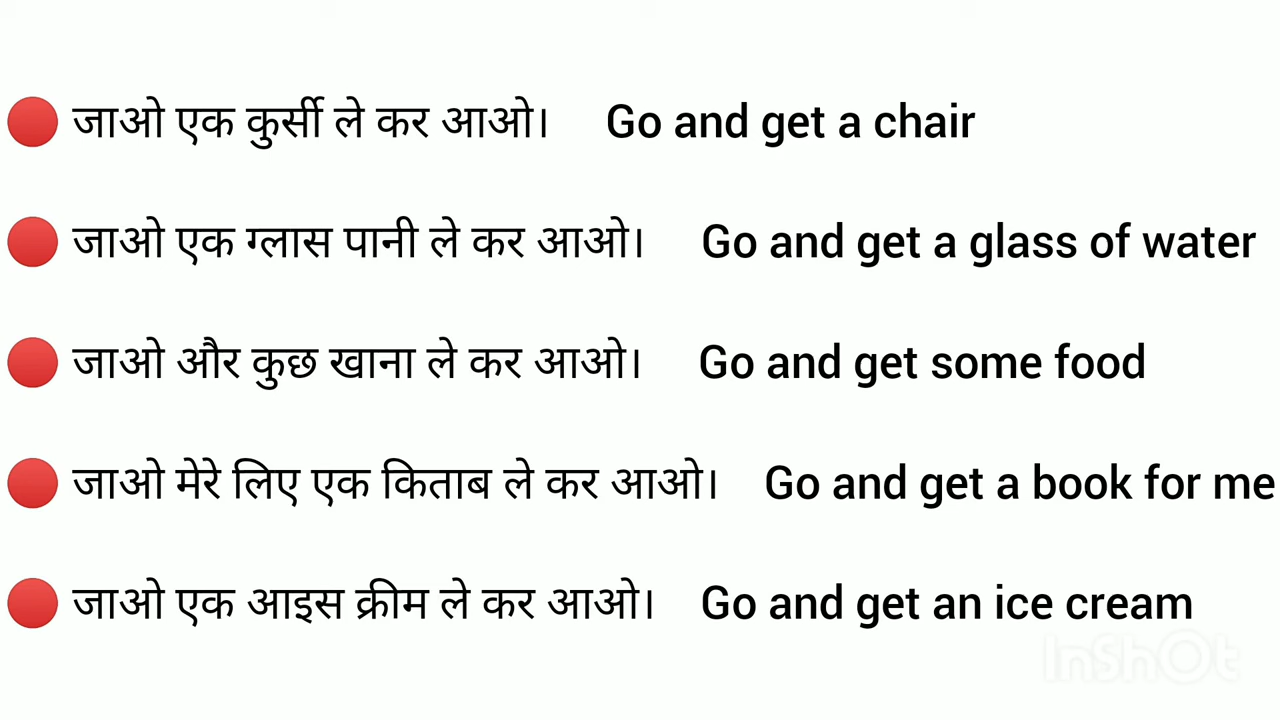 जाओ एक कुर्सी ले कर आओ। Go and get a chair
जाओ एक ग्लास पानी ले कर आओ। Go and get a glass of water
जाओ और कुछ खाना ले कर आओ। Go and get some food
जाओ मेरे लिए एक किताब ले कर आओ। Go and get a book for me
जाओ एक आइस क्रीम ले कर आओ। Go and get an ice cream
InShOt